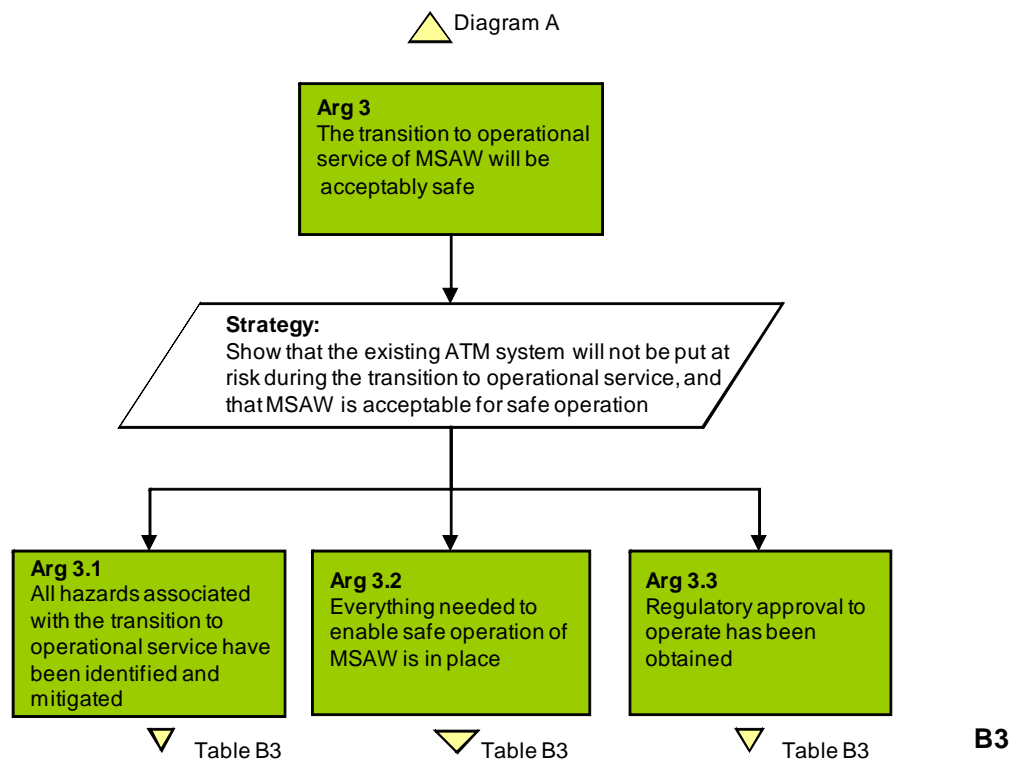 Diagram A
Arg 3
The transition to operational
service of MSAW will be
acceptably safe
Strategy:
Show that the existing ATM system will not be put at
risk during the transition to operational service, and
that MSAW is acceptable for safe operation
Arg 3.1
All hazards associated
with the transition to
operational service have
been identified and
mitigated
Arg 3.2
Everything needed to
enable safe operation of
MSAW is in place
Arg 3.3
Regulatory approval to
operate has been
obtained
Table B3
Table B3
Table B3
B3